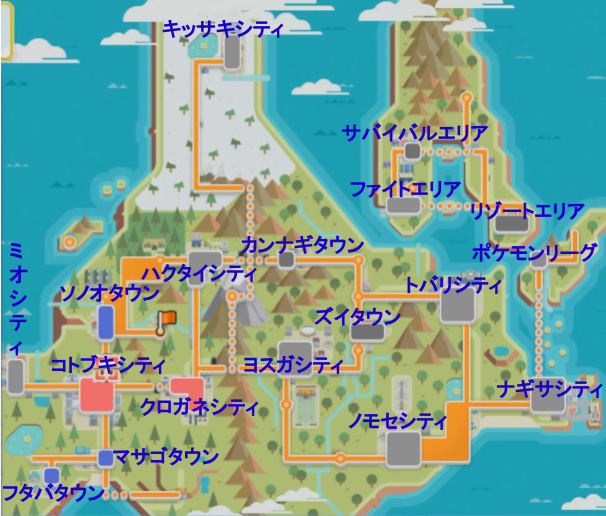 キッサキシティ
サバイバルエリア
ファイトエリア
リゾートエリア
カンナギタウン
ポケモンリーグ
ミオシティ
ハクタイシティ
トバリシティ
ソノオタウン
ズイタウン
コトブキシティ
ヨスガシティ
ナギサシティ
クロガネシティ
ノモセシティ
マサゴタウン
フタバタウン